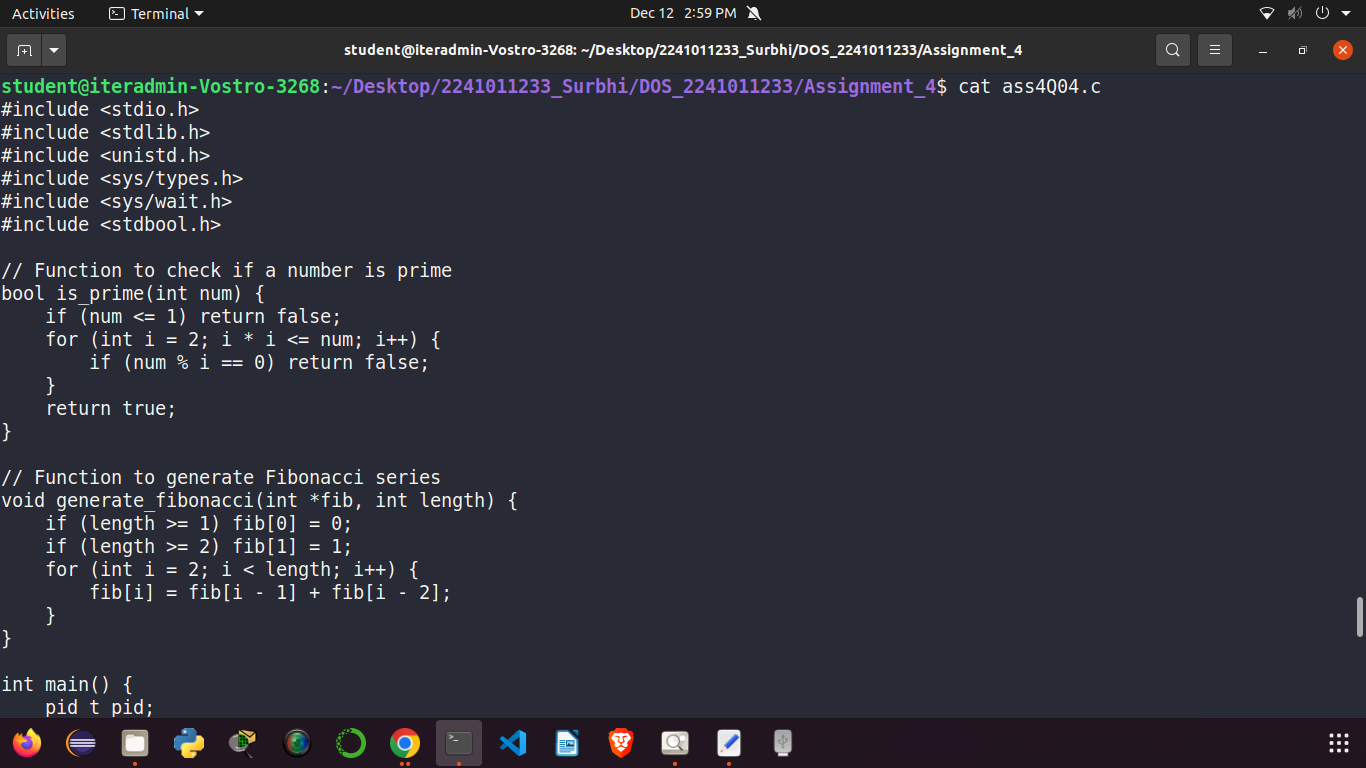 Activities Terminal Dec 12 2:59 PM
student@iteradmin-Vostro-3268: ~/Desktop/2241011233_Surbhi/DOS_2241011233/Assignment_4
student@iteradmin-Vostro-3268:~/Desktop/2241011233_Surbhi/DOS_2241011233/Assignment_4$ cat ass4Q04.c
#include <stdio.h>
#include <stdlib.h>
#include <unistd.h>
#include <sys/types.h>
#include <sys/wait.h>
#include <stdbool.h>

// Function to check if a number is prime
bool is_prime(int num) {
    if (num <= 1) return false;
    for (int i = 2; i * i <= num; i++) {
        if (num % i == 0) return false;
    }
    return true;
}

// Function to generate Fibonacci series
void generate_fibonacci(int *fib, int length) {
    if (length >= 1) fib[0] = 0;
    if (length >= 2) fib[1] = 1;
    for (int i = 2; i < length; i++) {
        fib[i] = fib[i - 1] + fib[i - 2];
    }
}

int main() {
    pid_t pid;